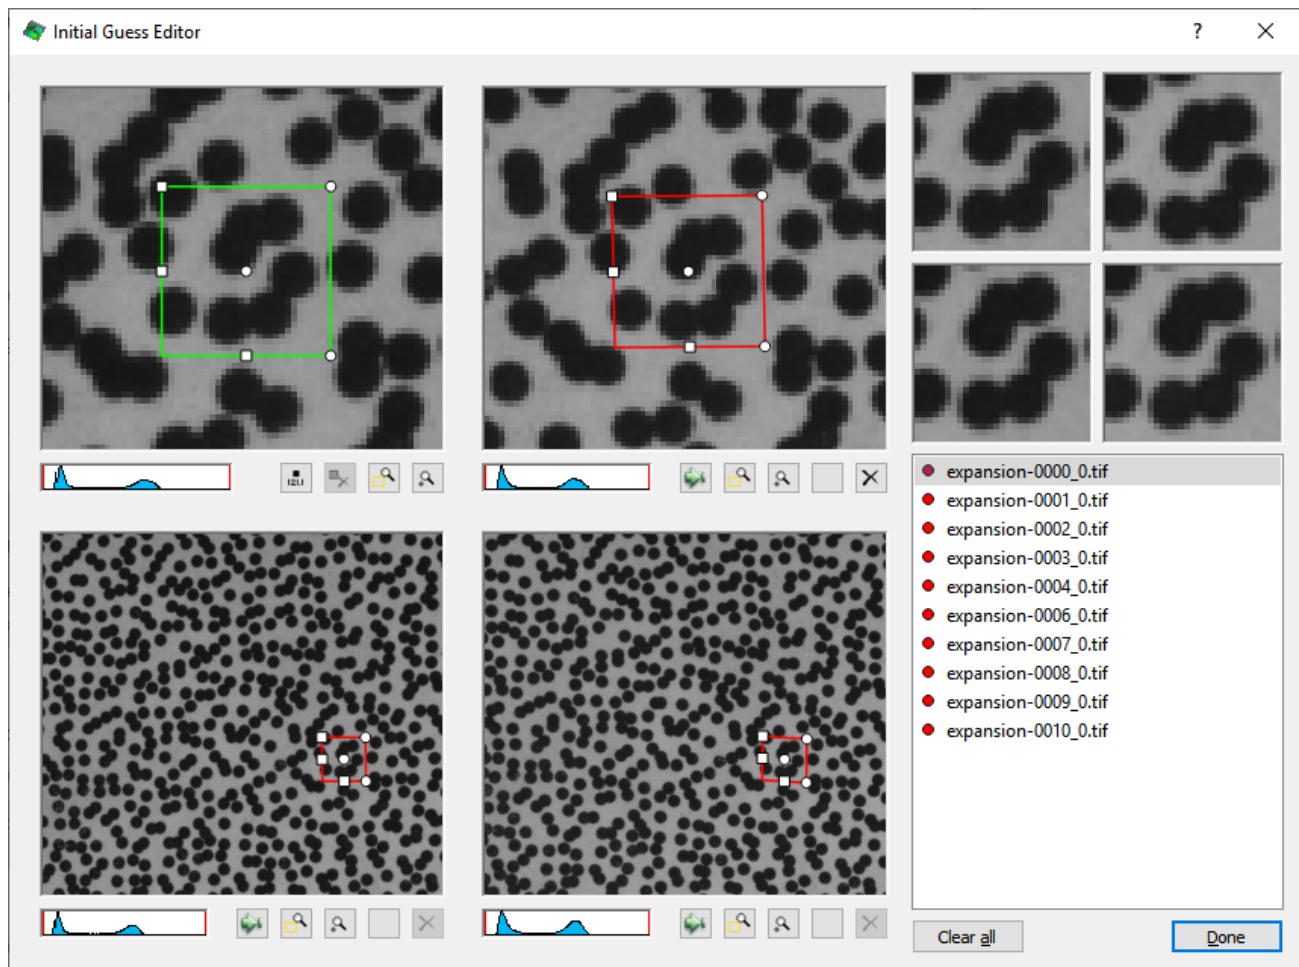 Initial Guess Editor
?
expansion-0000_0.tif
expansion-0001_0.tif
expansion-0002_0.tif
expansion-0003_0.tif
expansion-0004_0.tif
expansion-0006_0.tif
expansion-0007_0.tif
expansion-0008_0.tif
expansion-0009_0.tif
expansion-0010_0.tif
Clear all
Done